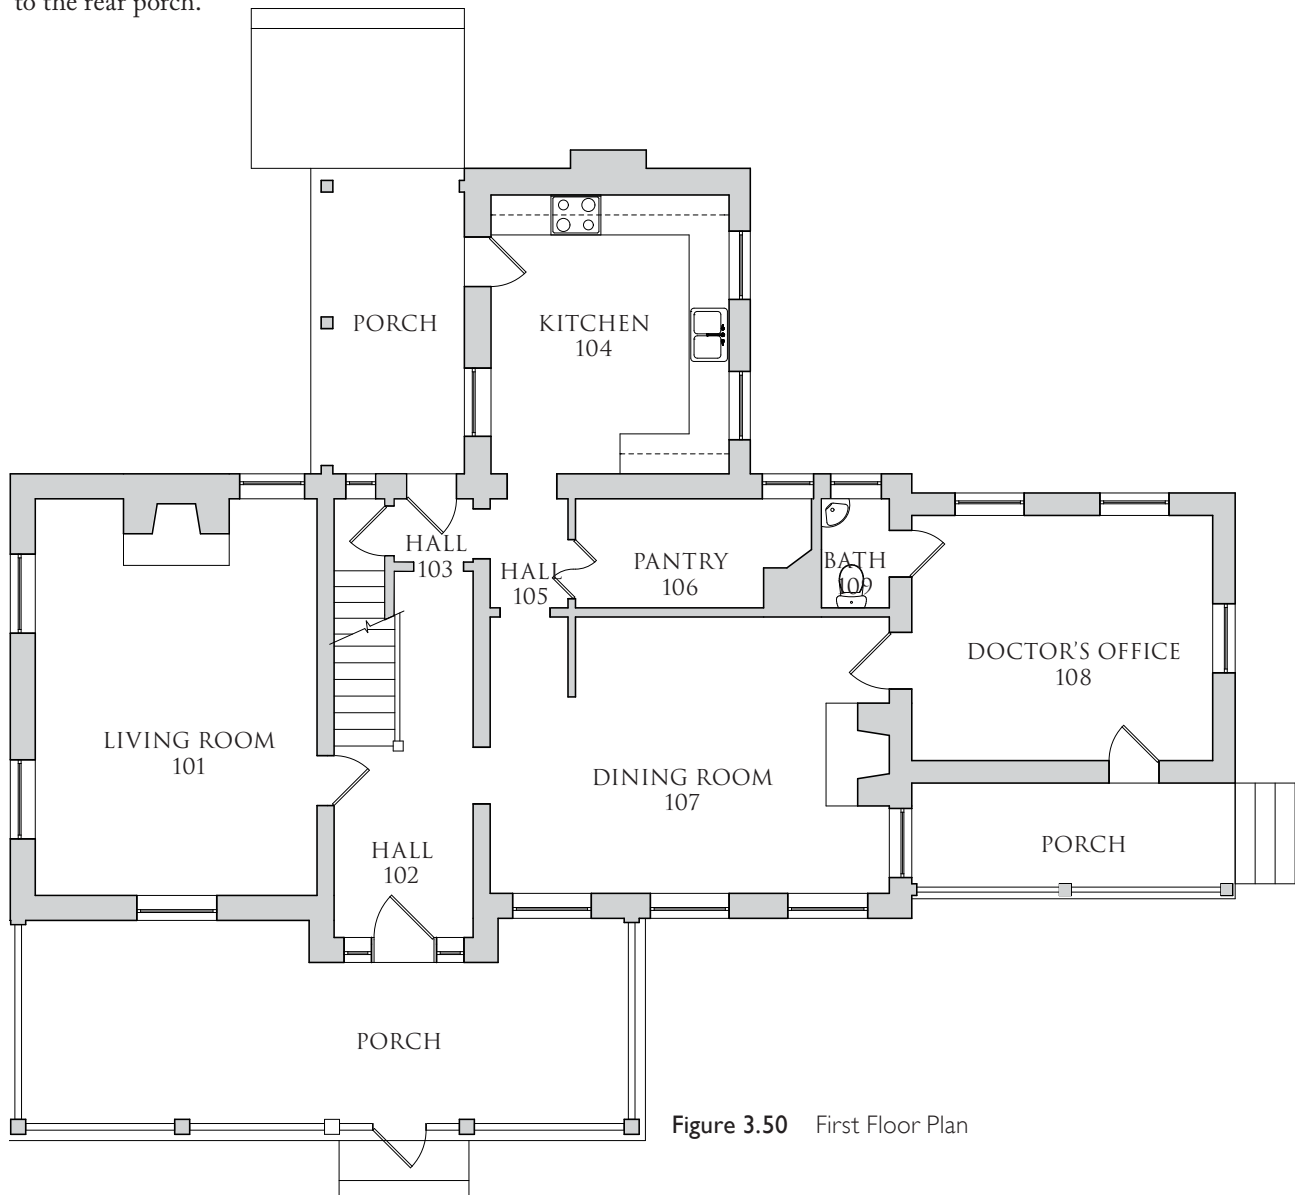 to the rear porch.
PORCH
KITCHEN
104
HALL
103
HALL
105
PANTRY
106
BATH
109
DOCTOR'S OFFICE
108
LIVING ROOM
101
DINING ROOM
107
HALL
102
PORCH
PORCH
Figure 3.50 First Floor Plan